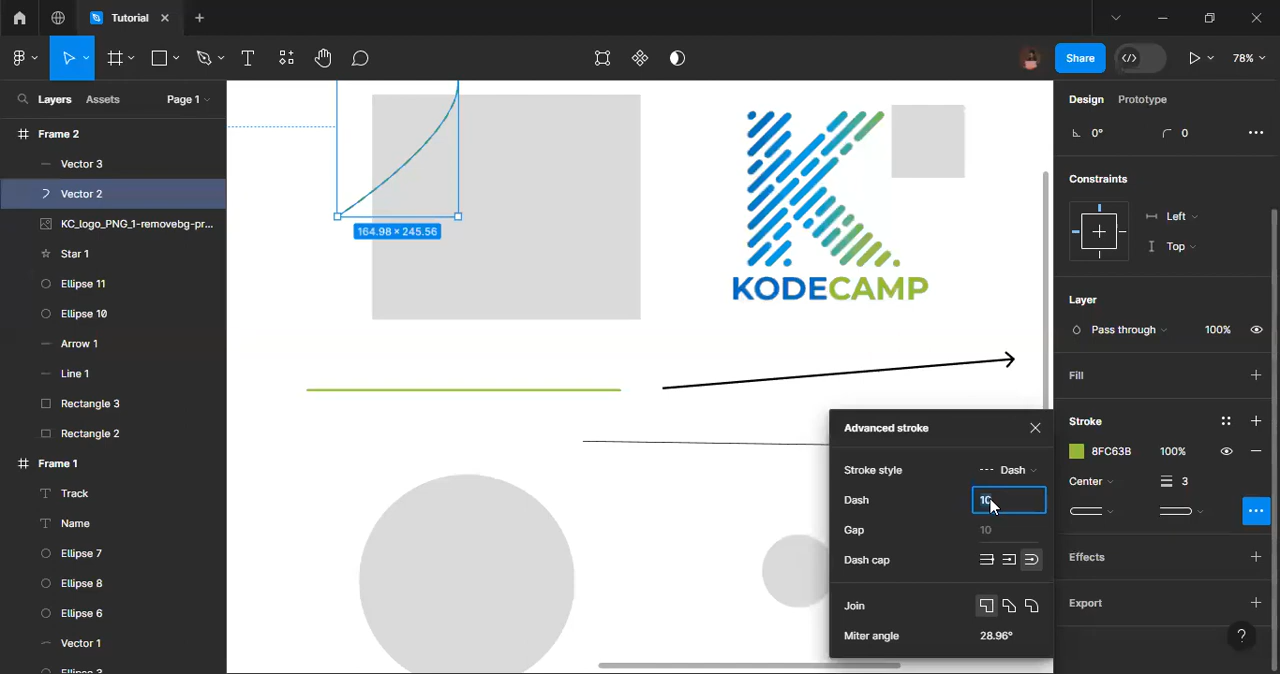 Tutorial
Share
78%
Layers
Assets
Page 1
Frame 2
Vector 3
Vector 2
KC_logo_PNG_1-removebg-pr...
Star 1
Ellipse 11
Ellipse 10
Arrow 1
Line 1
Rectangle 3
Rectangle 2
Frame 1
Track
Name
Ellipse 7
Ellipse 8
Ellipse 6
Vector 1
Ellipse 3
164.98 × 245.56
KODECAMP
Advanced stroke
Stroke style
Dash
Dash
10
Gap
10
Dash cap
Join
Miter angle
28.96°
Design
Prototype
0°
0
Constraints
Left
Top
Layer
Pass through
100%
Fill
Stroke
8FC63B
100%
Center
3
Effects
Export
?